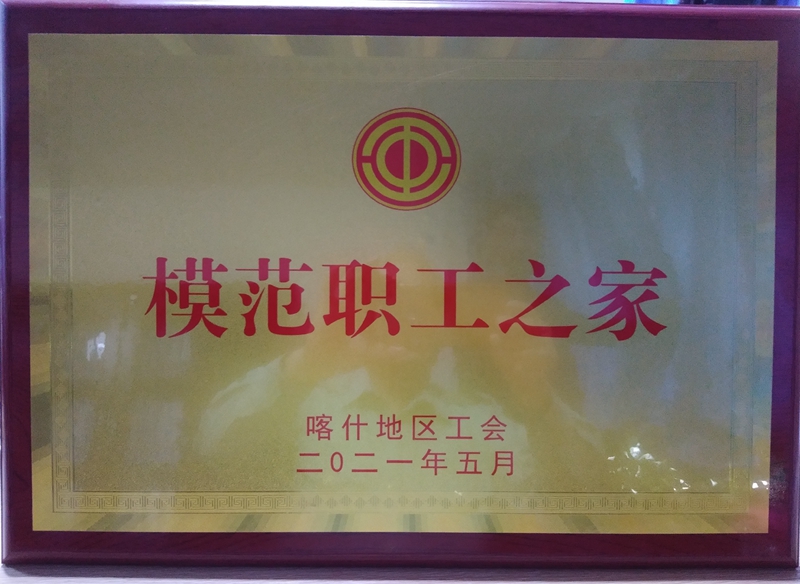 模范职工之家
喀什地区工会
二〇二一年五月